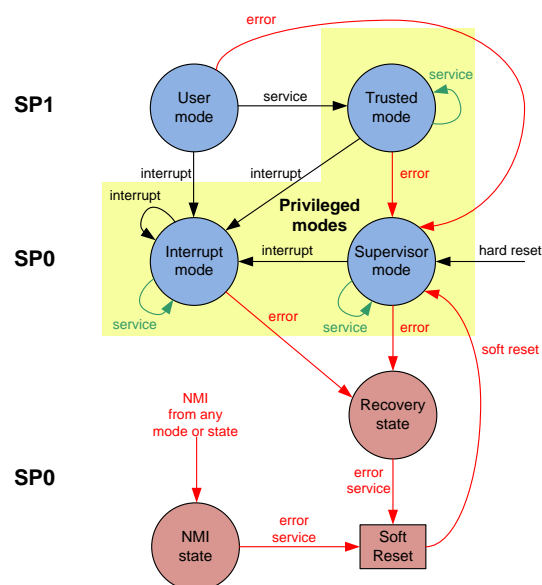 error
SP1
User
mode
service
Trusted
mode
service
interrupt
interrupt
error
interrupt
Privileged
modes
SP0
Interrupt
mode
interrupt
Supervisor
mode
hard reset
service
service
error
error
soft reset
Recovery
state
NMI
from any
mode or state
SP0
error
service
NMI
state
error
service
Soft
Reset